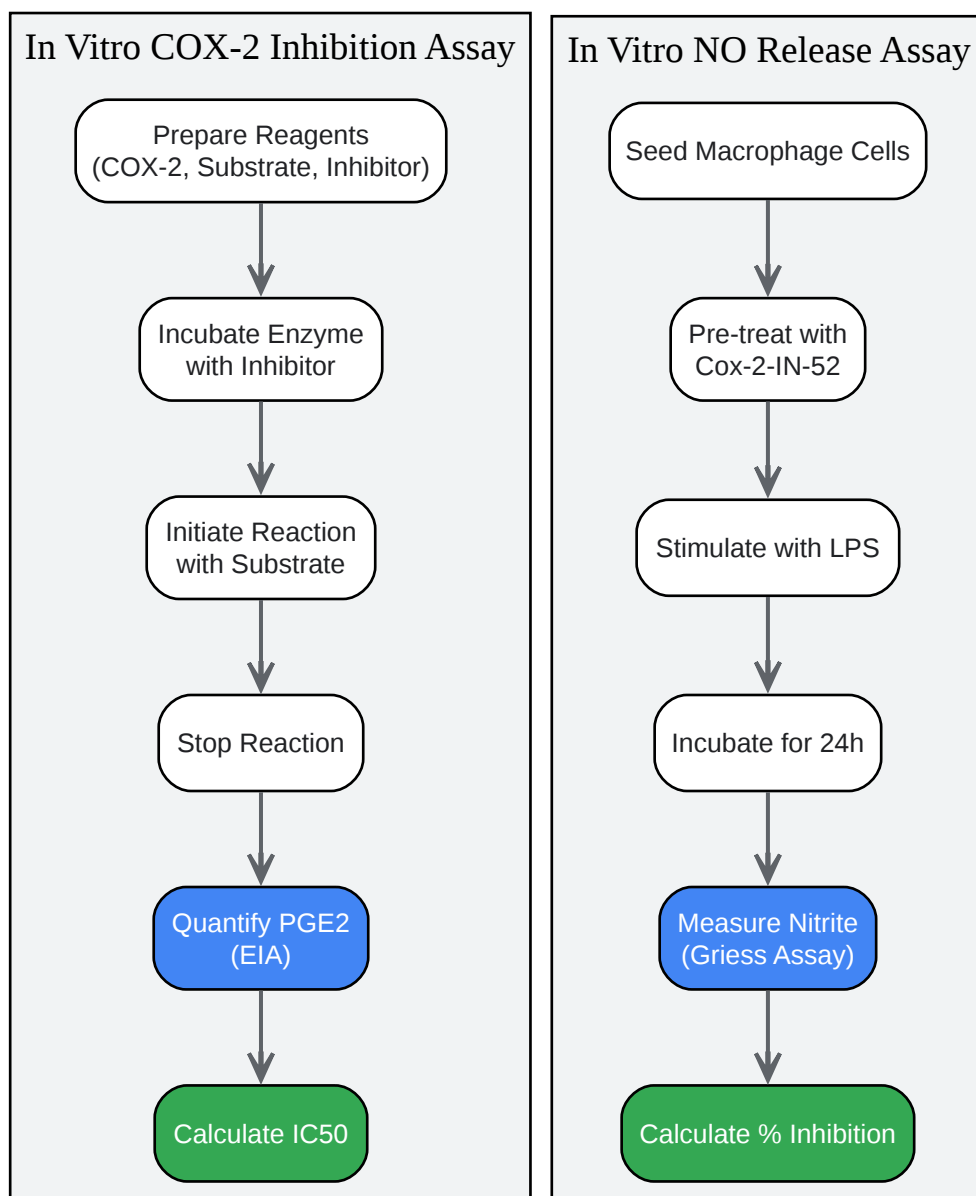 In Vitro COX-2 Inhibition Assay
Prepare Reagents
(COX-2, Substrate, Inhibitor)
Incubate Enzyme
with Inhibitor
Initiate Reaction
with Substrate
Stop Reaction
Quantify PGE2
(EIA)
Calculate IC50
In Vitro NO Release Assay
Seed Macrophage Cells
Pre-treat with
Cox-2-IN-52
Stimulate with LPS
Incubate for 24h
Measure Nitrite
(Griess Assay)
Calculate % Inhibition